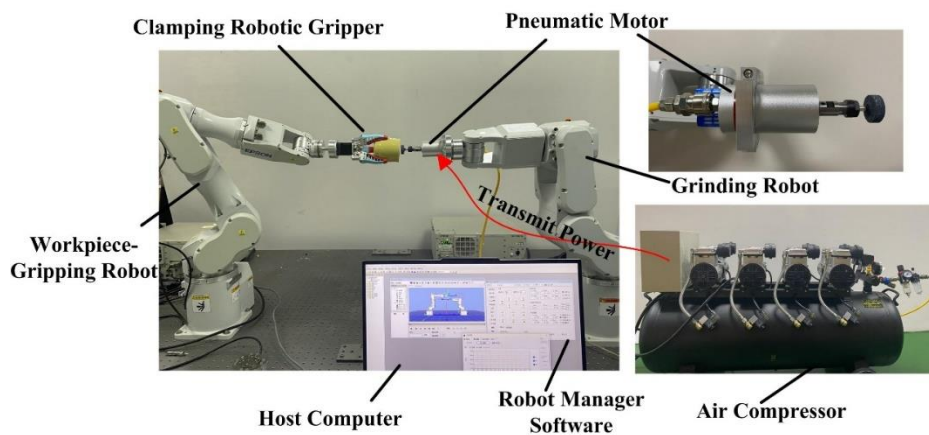 Clamping Robotic Gripper
Pneumatic Motor
EPSON
Grinding Robot
Transmit Power
Workpiece-
Gripping Robot
Host Computer
Robot Manager
Software
Air Compressor